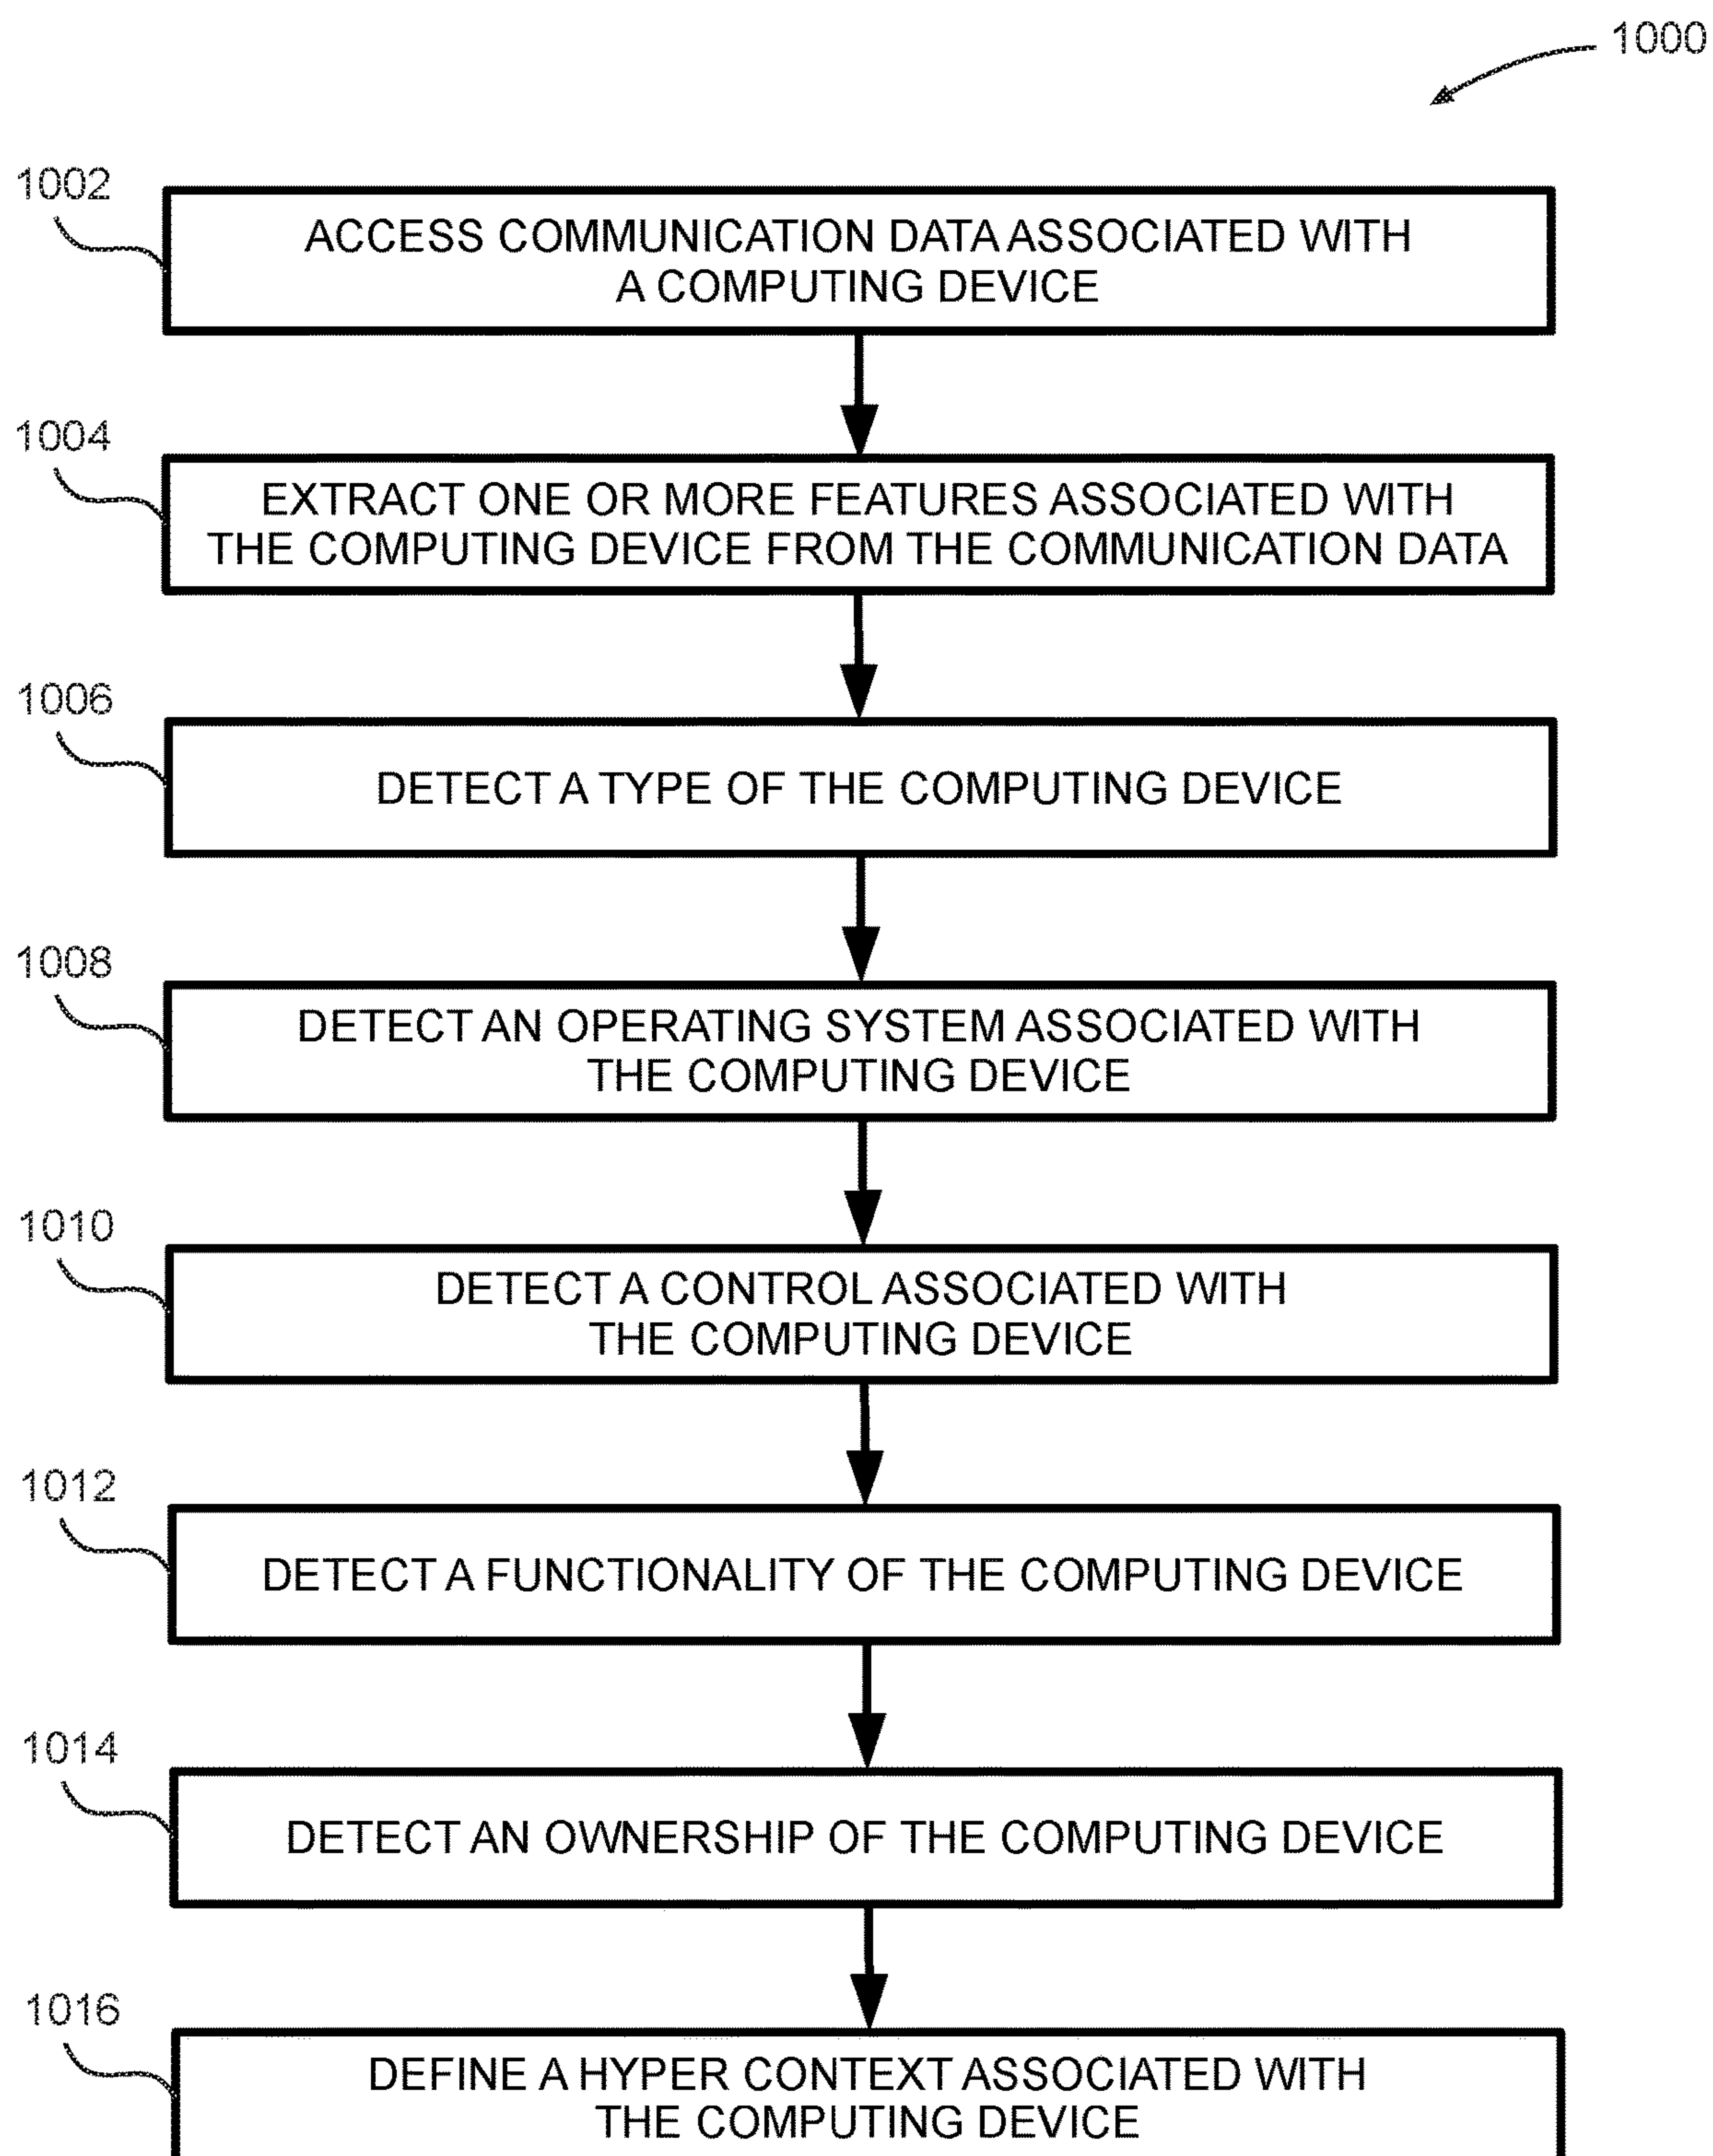 1000
1002
ACCESS COMMUNICATION DATA ASSOCIATED WITH
A COMPUTING DEVICE
1004
EXTRACT ONE OR MORE FEATURES ASSOCIATED WITH
THE COMPUTING DEVICE FROM THE COMMUNICATION DATA
1006
DETECT A TYPE OF THE COMPUTING DEVICE
1008
DETECT AN OPERATING SYSTEM ASSOCIATED WITH
THE COMPUTING DEVICE
1010
DETECT A CONTROL ASSOCIATED WITH
THE COMPUTING DEVICE
1012
DETECT A FUNCTIONALITY OF THE COMPUTING DEVICE
1014
DETECT AN OWNERSHIP OF THE COMPUTING DEVICE
1016
DEFINE A HYPER CONTEXT ASSOCIATED WITH
THE COMPUTING DEVICE